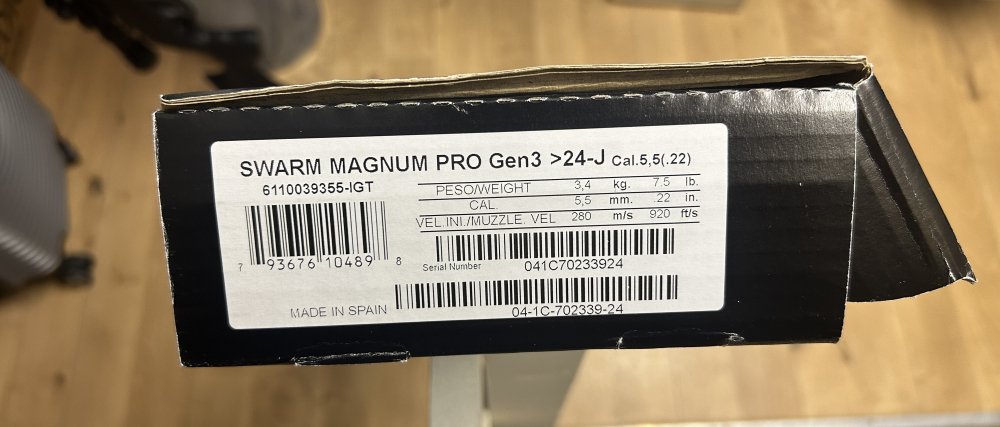 SWARM MAGNUM PRO Gen3 >24-J Cal.5,5(.22)
6110039355-IGT
PESO/WEIGHT 3,4 kg. 7.5 lb.
CAL. 5,5 mm. .22 in.
VEL.INI./MUZZLE VEL 280 m/s 920 ft/s
7 93676 10489 8
Serial Number 041C70233924
MADE IN SPAIN 04-1C-702339-24